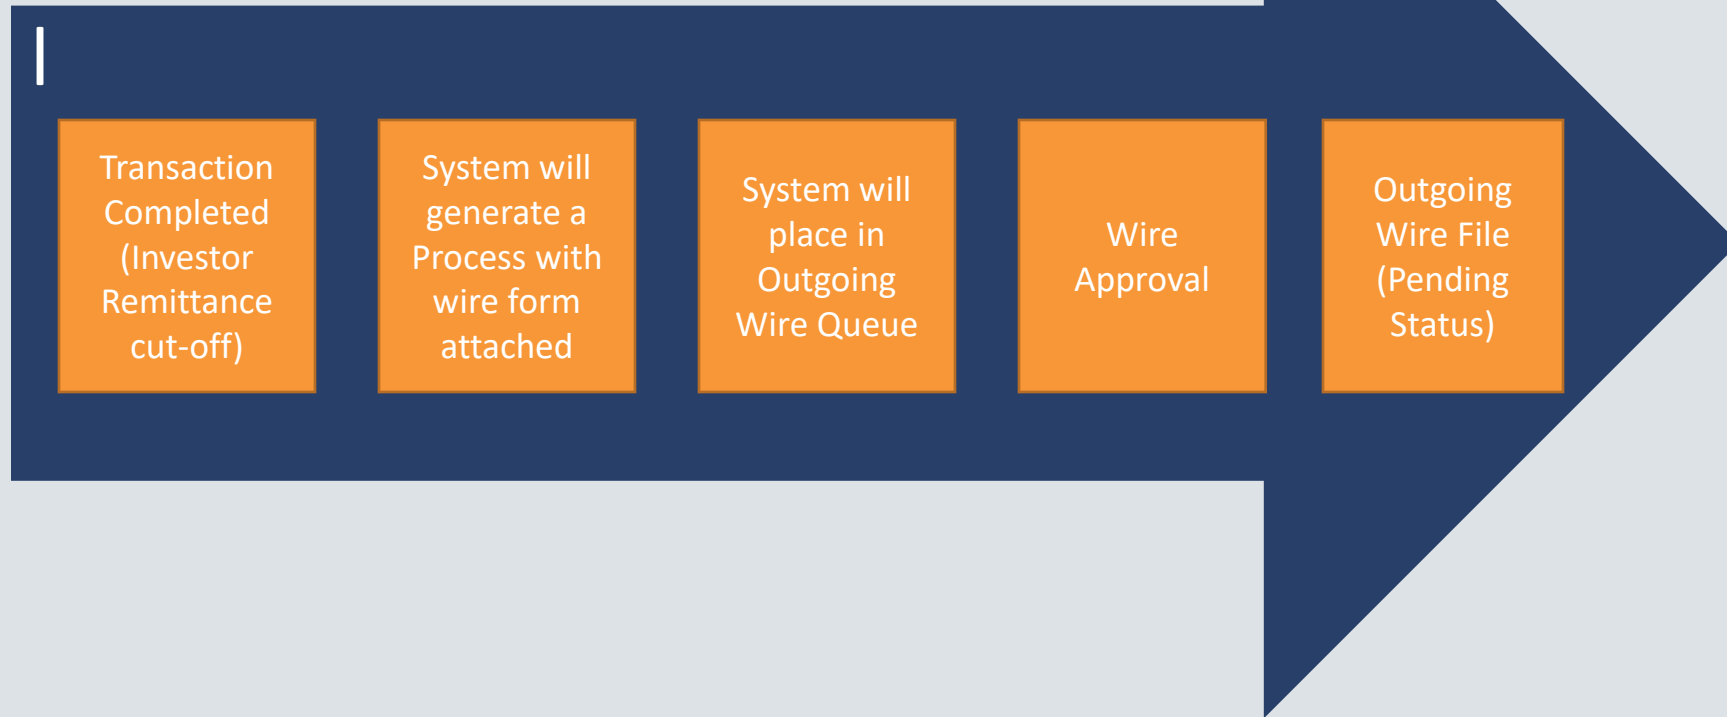 Transaction
Completed
(Investor
Remittance
cut-off)
System will
generate a
Process with
wire form
attached
System will
place in
Outgoing
Wire Queue
Wire
Approval
Outgoing
Wire File
(Pending
Status)